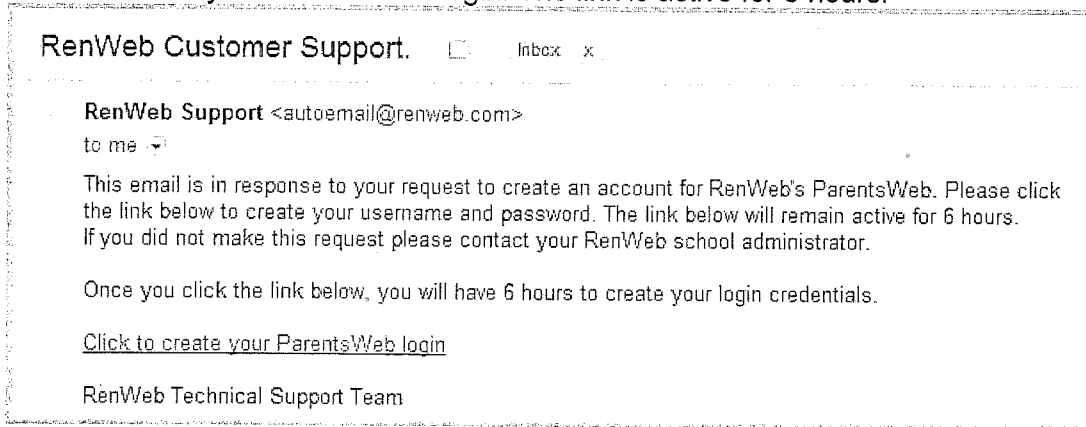 RenWeb Customer Support. Inbox x
RenWeb Support <autoemail@renweb.com>
to me
This email is in response to your request to create an account for RenWeb's ParentsWeb. Please click
the link below to create your username and password. The link below will remain active for 6 hours.
If you did not make this request please contact your RenWeb school administrator.
Once you click the link below, you will have 6 hours to create your login credentials.
Click to create your ParentsWeb login
RenWeb Technical Support Team